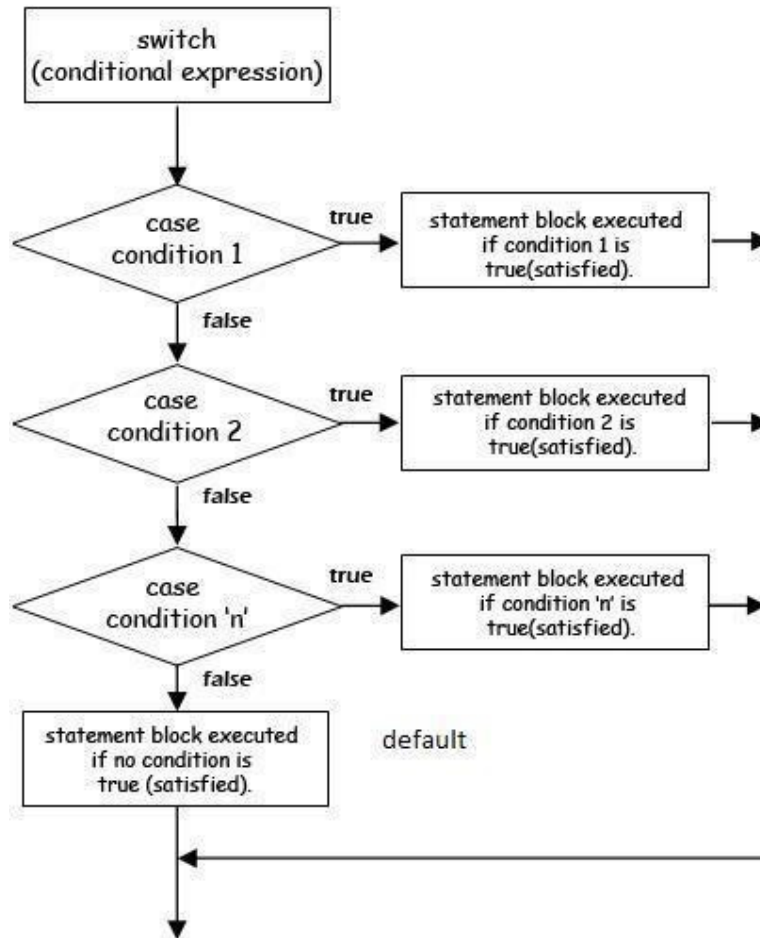 switch
(conditional expression)
case
condition 1
true
statement block executed
if condition 1 is
true(satisfied).
false
case
condition 2
true
statement block executed
if condition 2 is
true(satisfied).
false
case
condition 'n'
true
statement block executed
if condition 'n' is
true(satisfied).
false
statement block executed
if no condition is
true (satisfied).
default